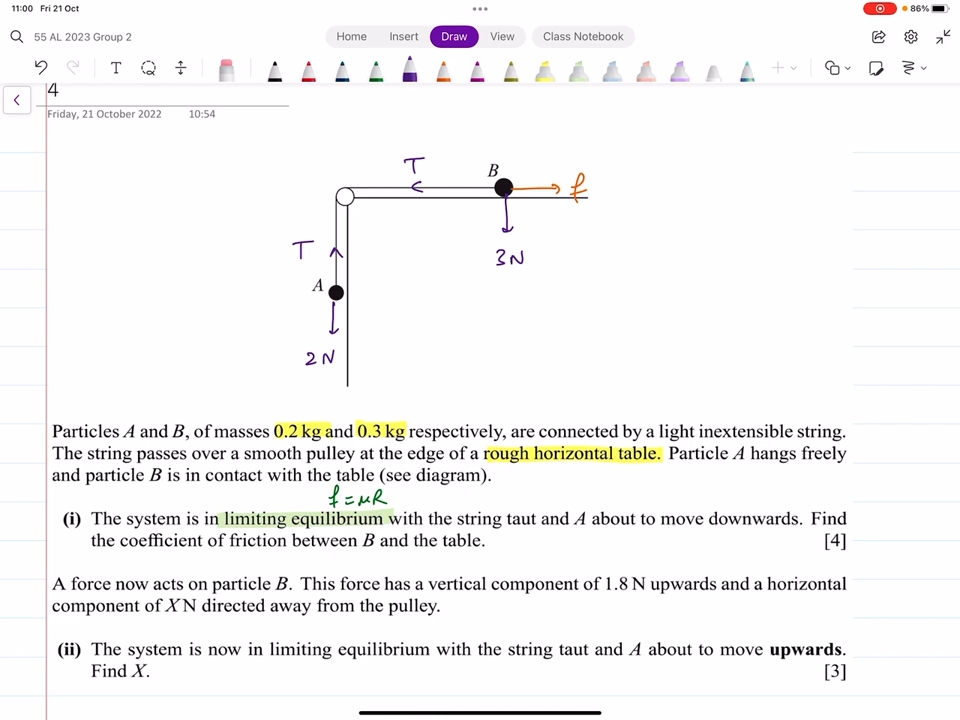 11:00 Fri 21 Oct
86%
55 AL 2023 Group 2
Home Insert Draw View Class Notebook
4
Friday, 21 October 2022 10:54
T
B
f
T
3N
A
2N
Particles A and B, of masses 0.2 kg and 0.3 kg respectively, are connected by a light inextensible string.
The string passes over a smooth pulley at the edge of a rough horizontal table. Particle A hangs freely
and particle B is in contact with the table (see diagram).
f = μR
(i) The system is in limiting equilibrium with the string taut and A about to move downwards. Find
the coefficient of friction between B and the table. [4]
A force now acts on particle B. This force has a vertical component of 1.8 N upwards and a horizontal
component of X N directed away from the pulley.
(ii) The system is now in limiting equilibrium with the string taut and A about to move upwards.
Find X. [3]